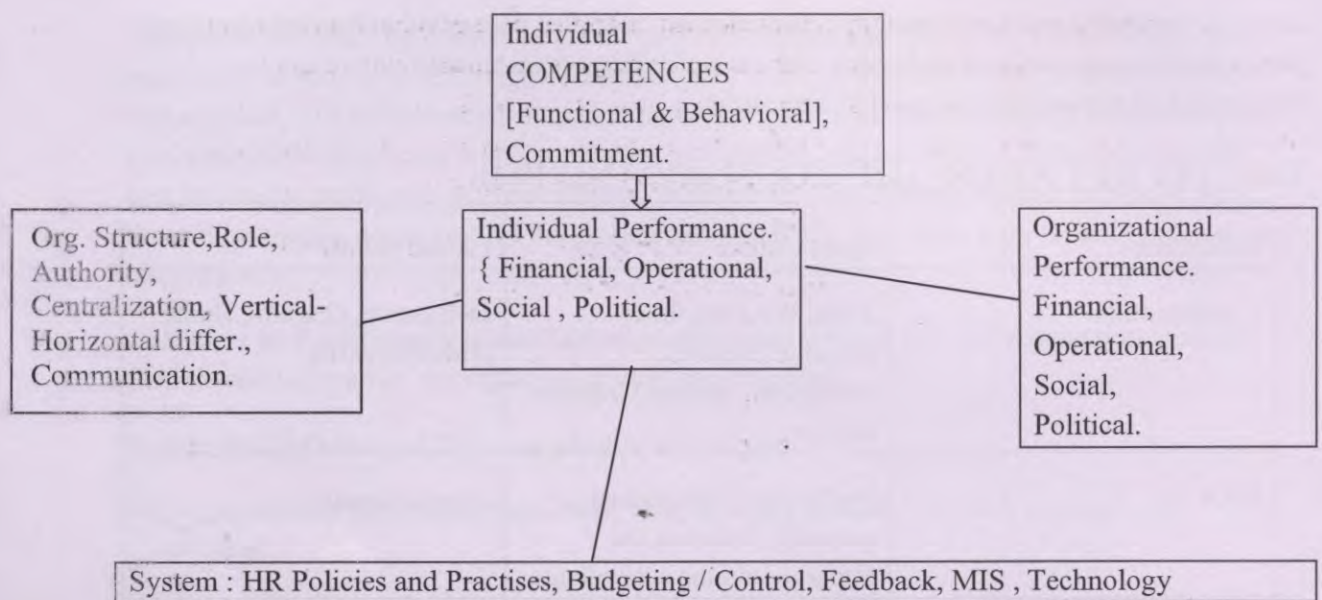 Individual
COMPETENCIES
[Functional & Behavioral],
Commitment.
Org. Structure,Role,
Authority,
Centralization, Vertical-
Horizontal differ.,
Communication.
Individual Performance.
{ Financial, Operational,
Social , Political.
Organizational
Performance.
Financial,
Operational,
Social,
Political.
System : HR Policies and Practises, Budgeting / Control, Feedback, MIS , Technology